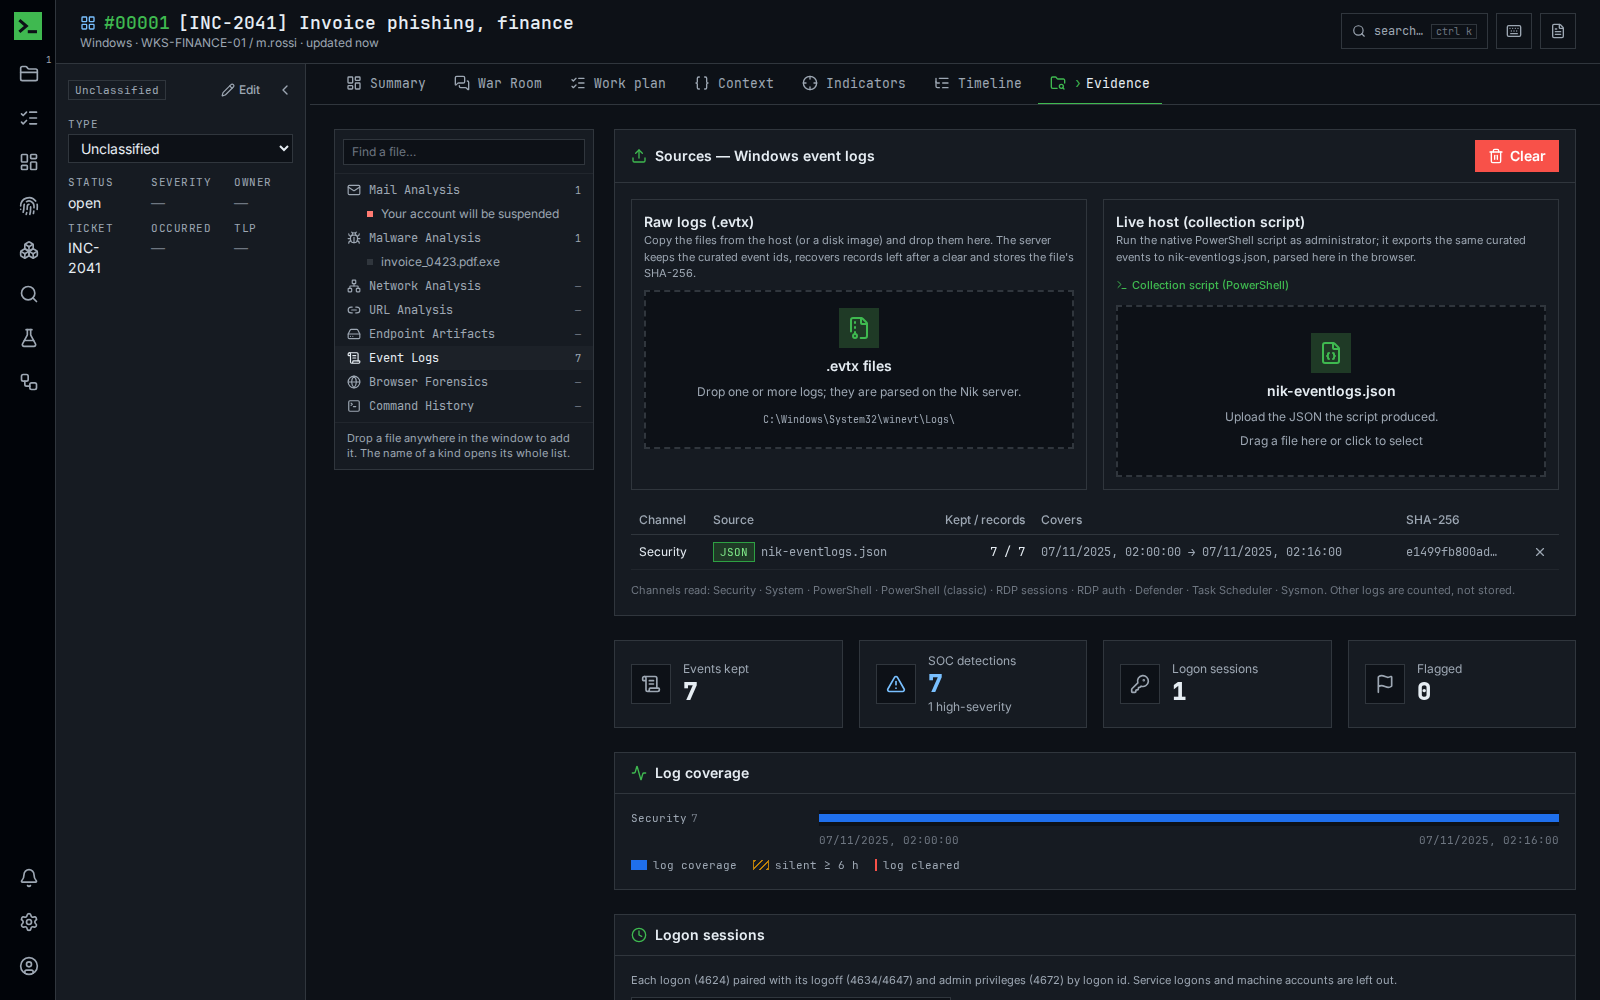 #00001 [INC-2041] Invoice phishing, finance
Windows · WKS-FINANCE-01 / m.rossi · updated now
search… ctrl k
1
Unclassified
Edit
TYPE
Unclassified
STATUS SEVERITY OWNER
open — —
TICKET OCCURRED TLP
INC-2041 — —
Summary War Room Work plan Context Indicators Timeline › Evidence
Find a file...
Mail Analysis 1
Your account will be suspended
Malware Analysis 1
invoice_0423.pdf.exe
Network Analysis –
URL Analysis –
Endpoint Artifacts –
Event Logs 7
Browser Forensics –
Command History –
Drop a file anywhere in the window to add
it. The name of a kind opens its whole list.
Sources — Windows event logs
Clear
Raw logs (.evtx)
Copy the files from the host (or a disk image) and drop them here. The server
keeps the curated event ids, recovers records left after a clear and stores the file's
SHA-256.
.evtx files
Drop one or more logs; they are parsed on the Nik server.
C:\Windows\System32\winevt\Logs\
Live host (collection script)
Run the native PowerShell script as administrator; it exports the same curated
events to nik-eventlogs.json, parsed here in the browser.
Collection script (PowerShell)
nik-eventlogs.json
Upload the JSON the script produced.
Drag a file here or click to select
Channel Source Kept / records Covers SHA-256
Security JSON nik-eventlogs.json 7 / 7 07/11/2025, 02:00:00 → 07/11/2025, 02:16:00 e1499fb800ad…
Channels read: Security · System · PowerShell · PowerShell (classic) · RDP sessions · RDP auth · Defender · Task Scheduler · Sysmon. Other logs are counted, not stored.
Events kept
7
SOC detections
7
1 high-severity
Logon sessions
1
Flagged
0
Log coverage
Security 7
07/11/2025, 02:00:00 07/11/2025, 02:16:00
log coverage silent ≥ 6 h log cleared
Logon sessions
Each logon (4624) paired with its logoff (4634/4647) and admin privileges (4672) by logon id. Service logons and machine accounts are left out.